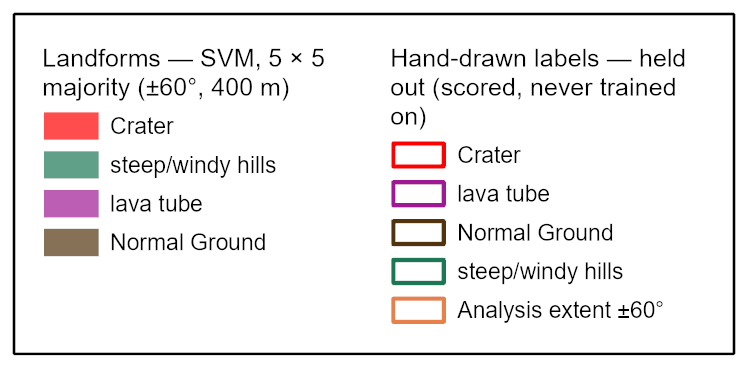 Landforms — SVM, 5 × 5
majority (±60°, 400 m)
Crater
steep/windy hills
lava tube
Normal Ground
Hand-drawn labels — held
out (scored, never trained
on)
Crater
lava tube
Normal Ground
steep/windy hills
Analysis extent ±60°